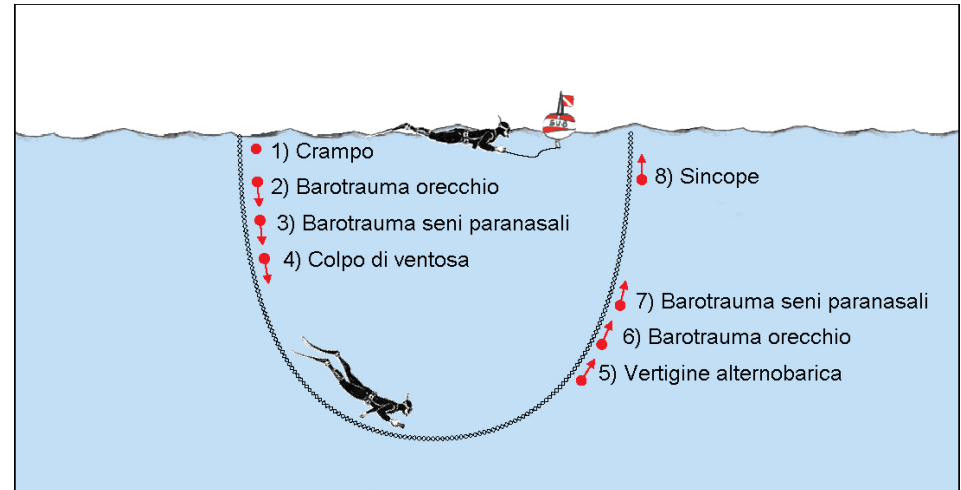 SUB
1) Crampo
2) Barotrauma orecchio
3) Barotrauma seni paranasali
4) Colpo di ventosa
8) Sincope
7) Barotrauma seni paranasali
6) Barotrauma orecchio
5) Vertigine alternobarica